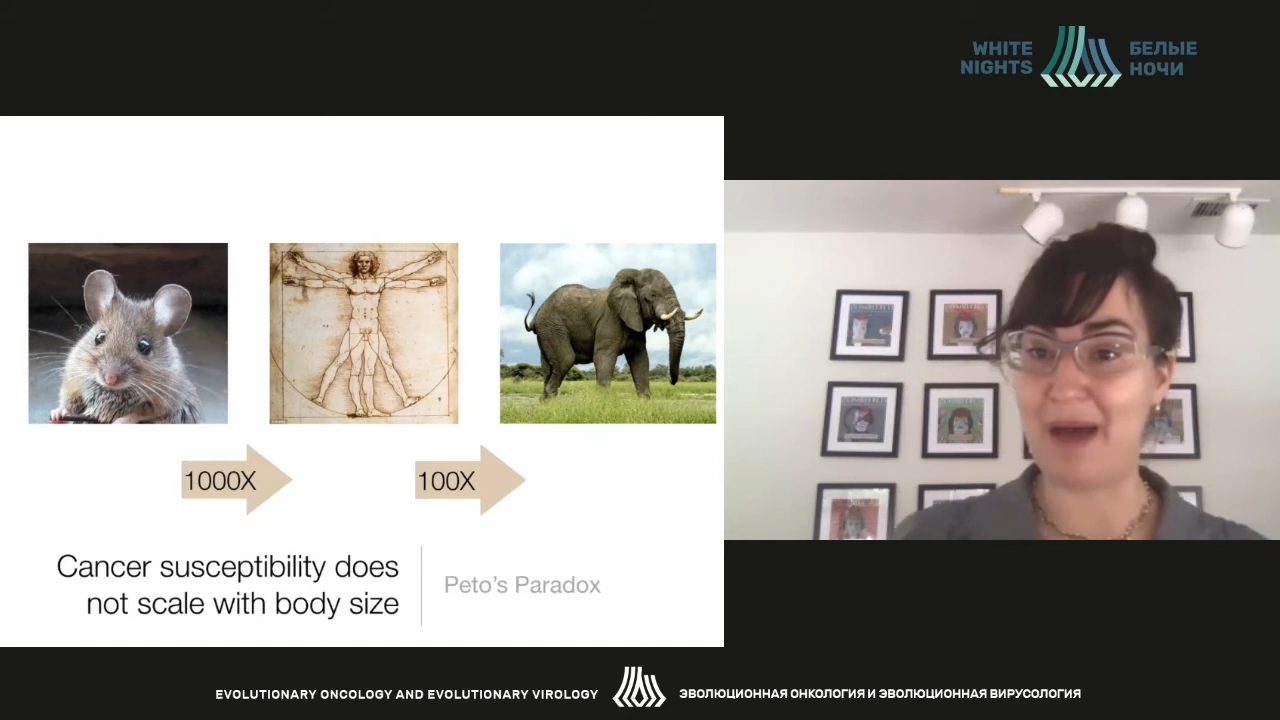 WHITE
NIGHTS
БЕЛЫЕ
НОЧИ
1000X
100X
Cancer susceptibility does
not scale with body size
Peto's Paradox
EVOLUTIONARY ONCOLOGY AND EVOLUTIONARY VIROLOGY
ЭВОЛЮЦИОННАЯ ОНКОЛОГИЯ И ЭВОЛЮЦИОННАЯ ВИРУСОЛОГИЯ